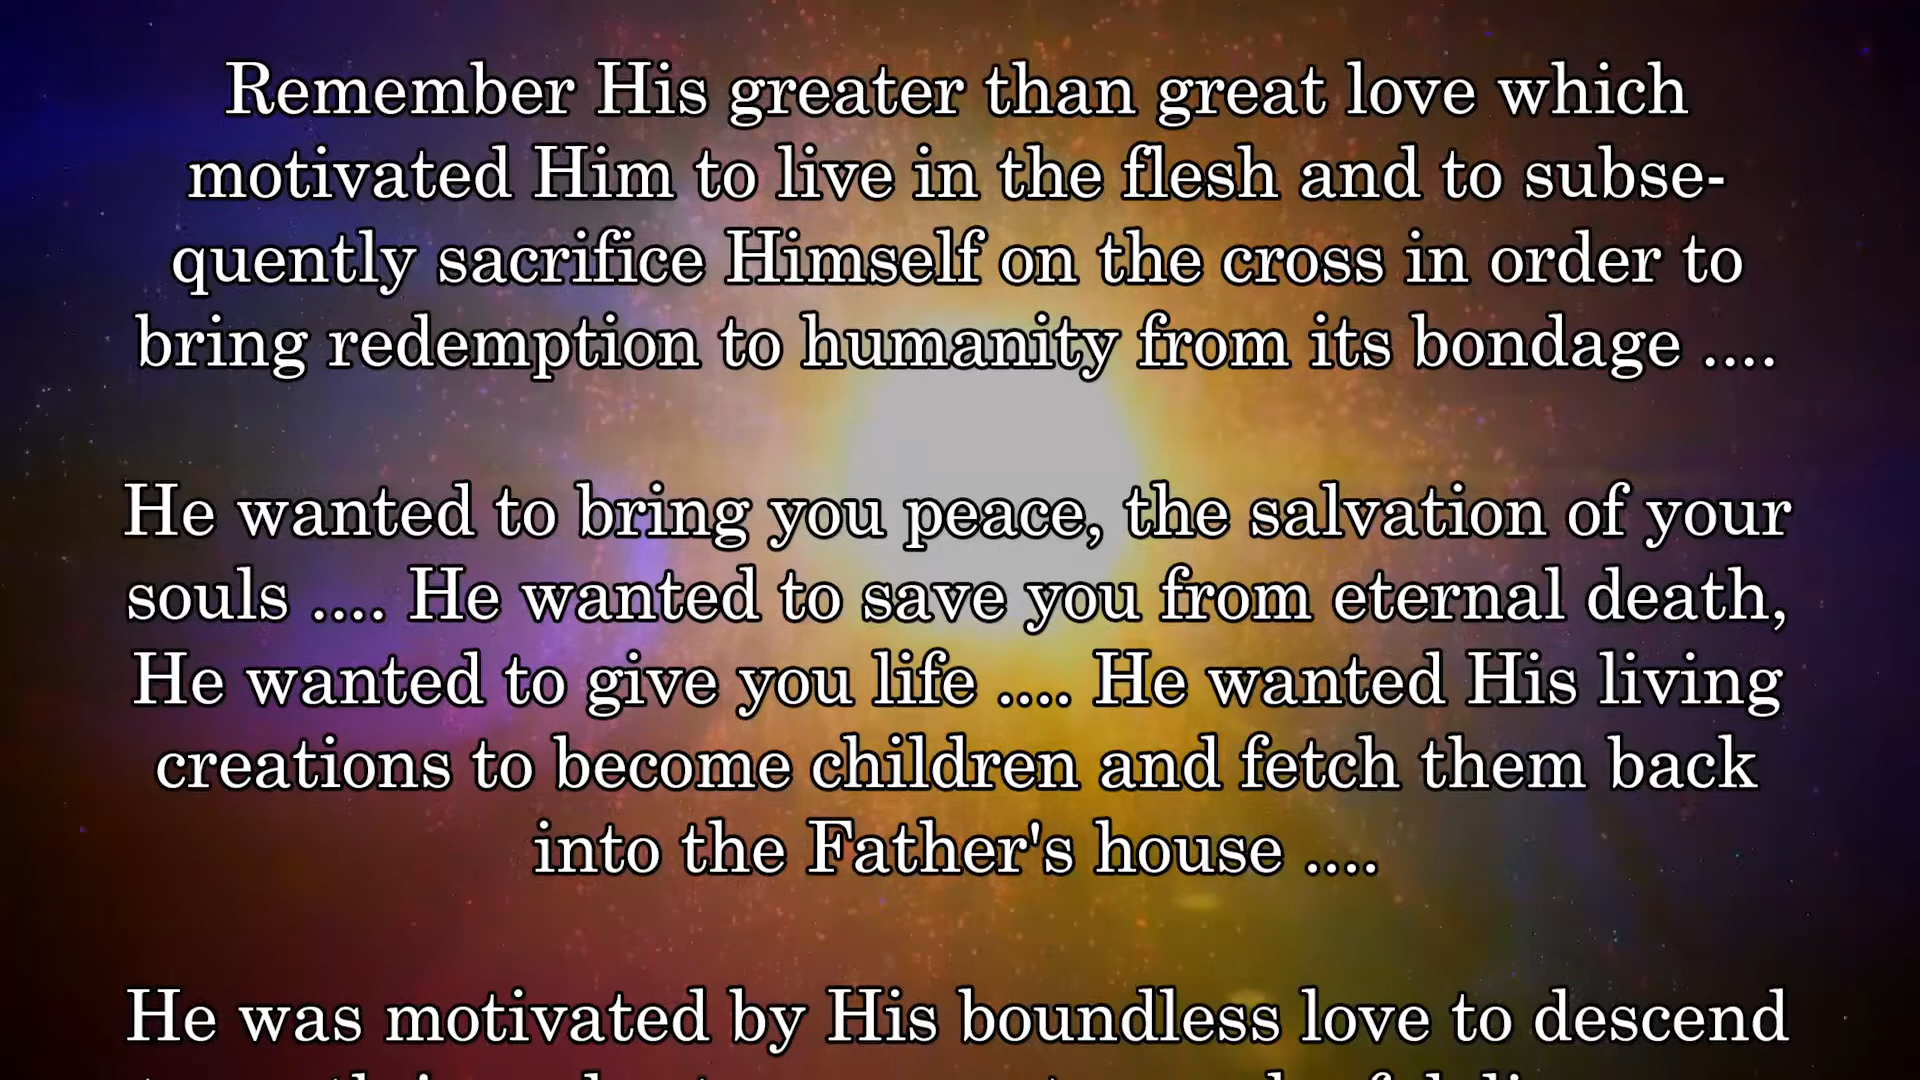 Remember His greater than great love which
motivated Him to live in the flesh and to subse-
quently sacrifice Himself on the cross in order to
bring redemption to humanity from its bondage ....
He wanted to bring you peace, the salvation of your
souls .... He wanted to save you from eternal death,
He wanted to give you life .... He wanted His living
creations to become children and fetch them back
into the Father's house ....
He was motivated by His boundless love to descend